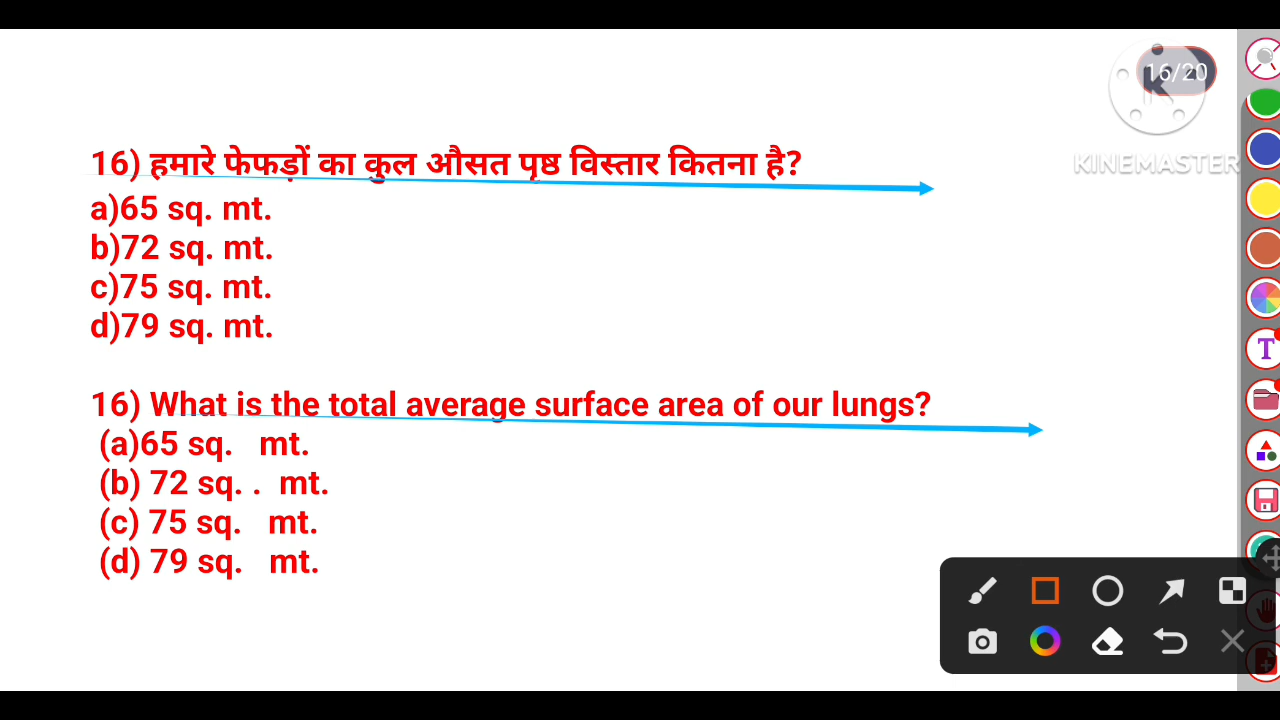 16/20
KINEMASTER
16) हमारे फेफड़ों का कुल औसत पृष्ठ विस्तार कितना है?
a)65 sq. mt.
b)72 sq. mt.
c)75 sq. mt.
d)79 sq. mt.
16) What is the total average surface area of our lungs?
(a)65 sq. mt.
(b) 72 sq. . mt.
(c) 75 sq. mt.
(d) 79 sq. mt.
T